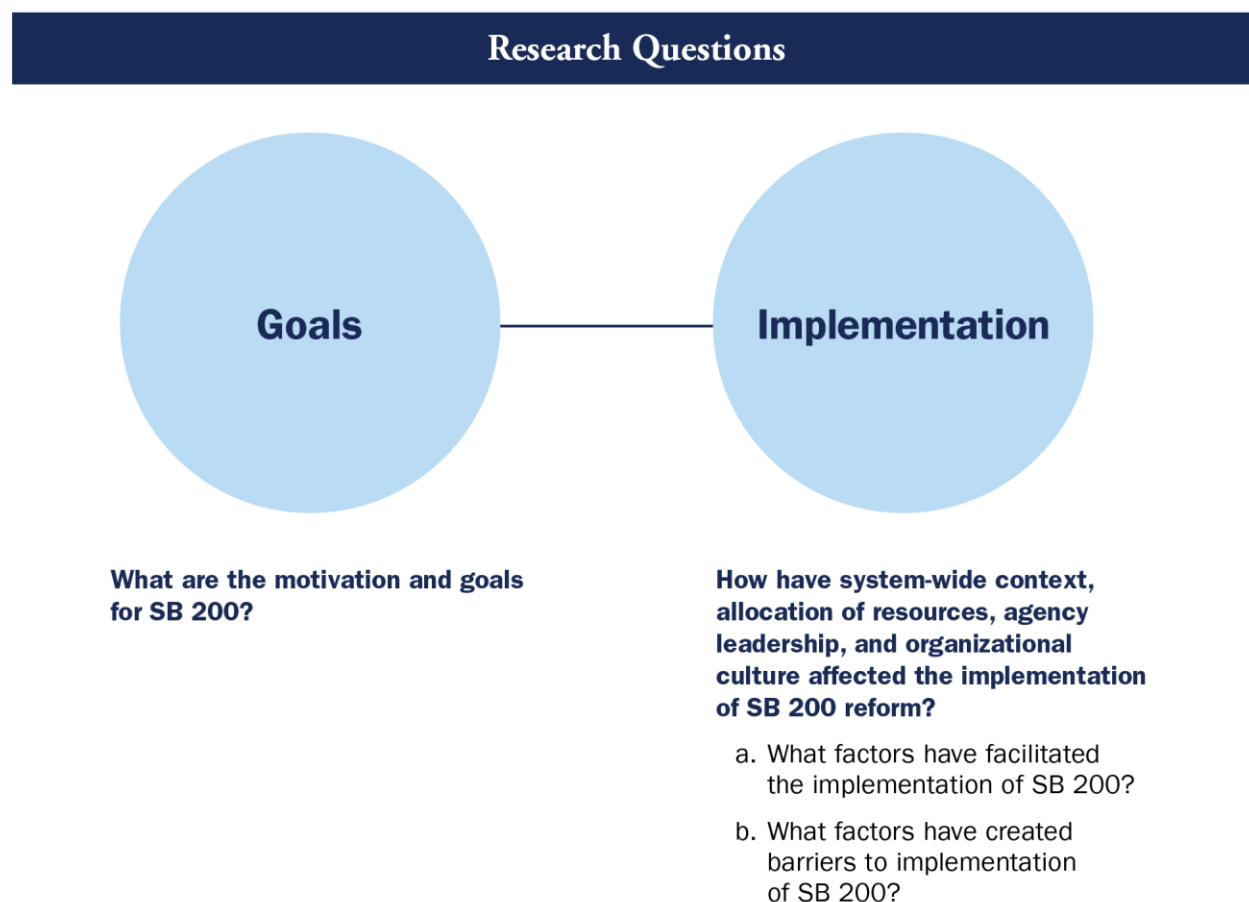 Research Questions
Goals
Implementation
What are the motivation and goals
for SB 200?
How have system-wide context,
allocation of resources, agency
leadership, and organizational
culture affected the implementation
of SB 200 reform?
a. What factors have facilitated
the implementation of SB 200?
b. What factors have created
barriers to implementation
of SB 200?